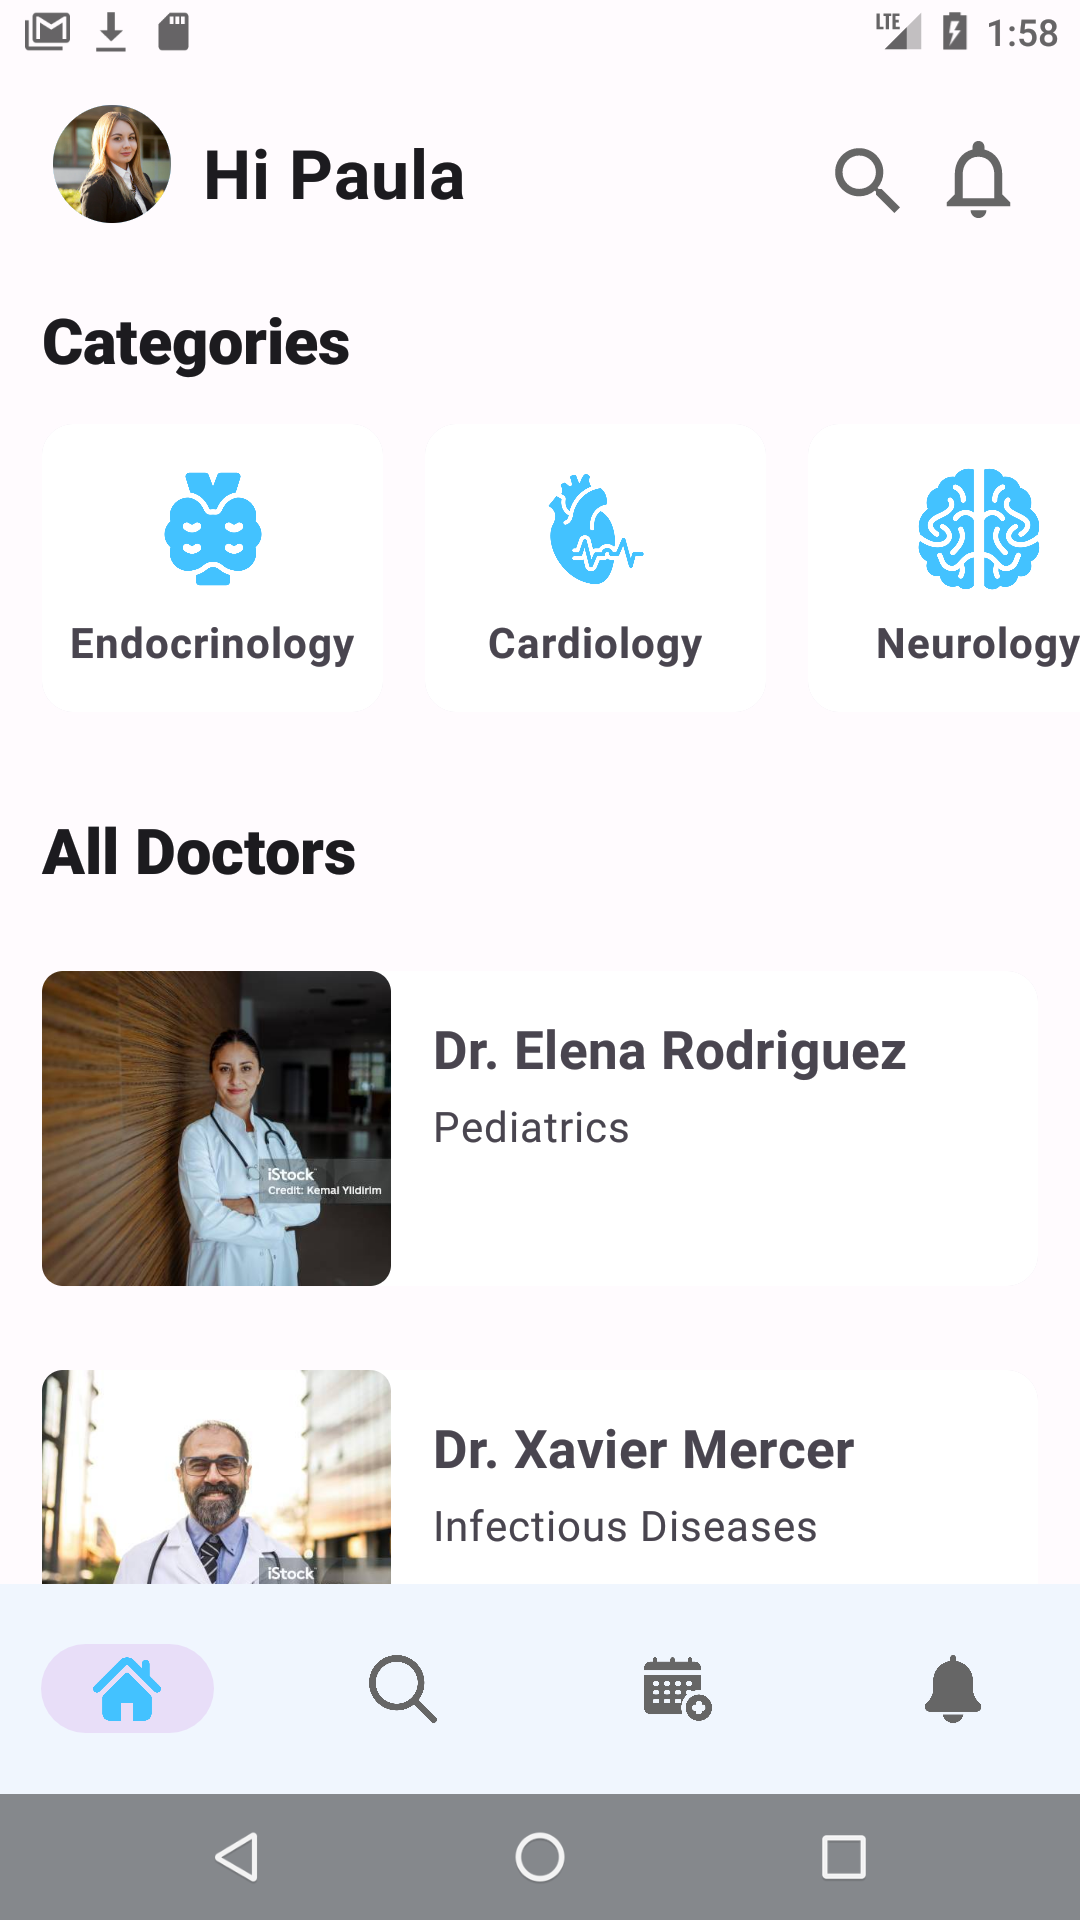 LTE 1:58
Hi Paula
Categories
Endocrinology
Cardiology
Neurology
All Doctors
Dr. Elena Rodriguez
Pediatrics
iStock
Credit: Kemal Yildirim
Dr. Xavier Mercer
Infectious Diseases
iStock